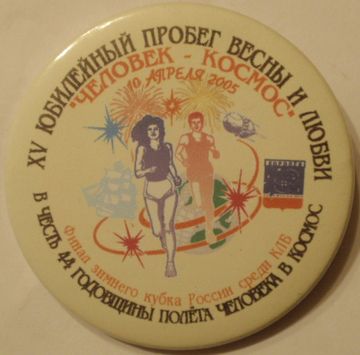 XV ЮБИЛЕЙНЫЙ ПРОБЕГ ВЕСНЫ И ЛЮБВИ
"ЧЕЛОВЕК - КОСМОС"
10 АПРЕЛЯ 2005
Финал зимнего кубка России среди КЛБ
В ЧЕСТЬ 44 ГОДОВЩИНЫ ПОЛЁТА ЧЕЛОВЕКА В КОСМОС